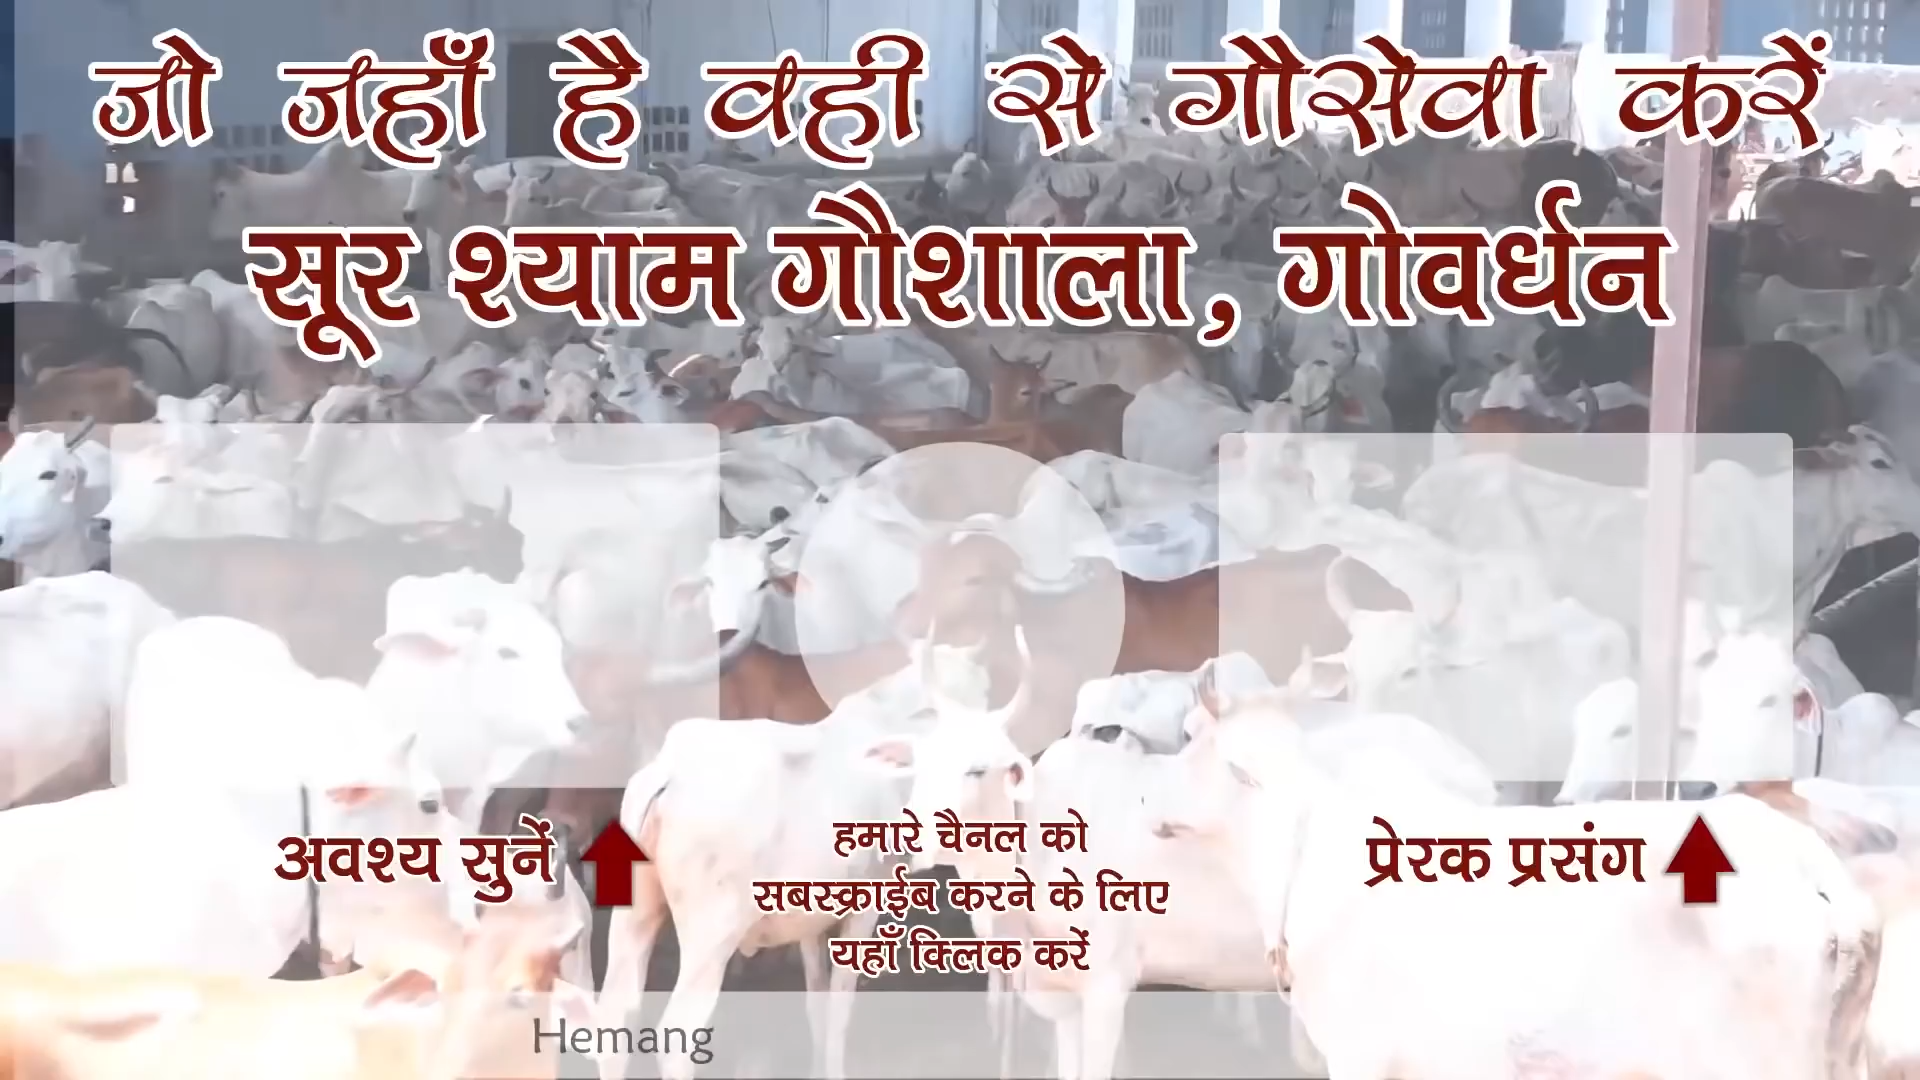 जो जहाँ है वही से गौसेवा करें
सूर श्याम गौशाला, गोवर्धन
अवश्य सुनें
हमारे चैनल को
सबस्क्राईब करने के लिए
यहाँ क्लिक करें
प्रेरक प्रसंग
Hemang